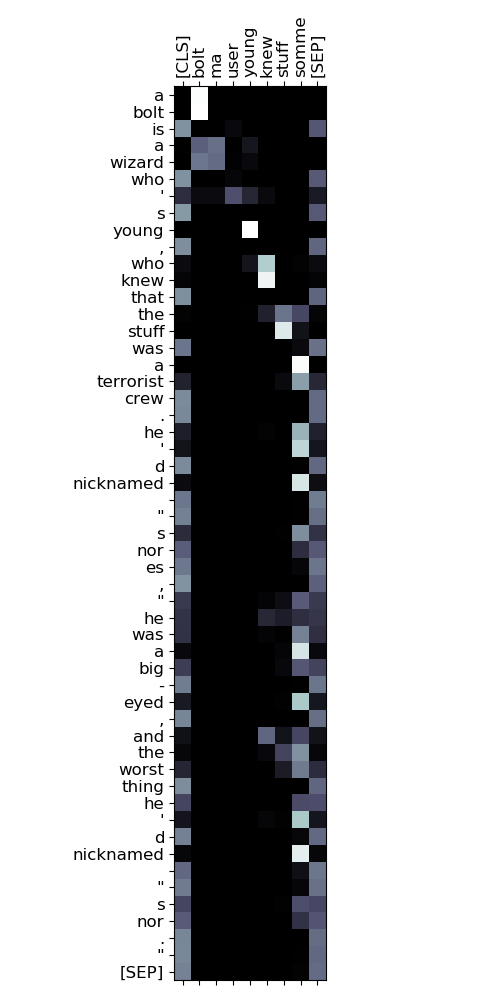 [CLS] bolt ma user young knew stuff somme [SEP]
a
bolt
is
a
wizard
who
'
s
young
,
who
knew
that
the
stuff
was
a
terrorist
crew
.
he
'
d
nicknamed
"
s
nor
es
,
"
he
was
a
big
-
eyed
,
and
the
worst
thing
he
'
d
nicknamed
"
s
nor
.
"
[SEP]